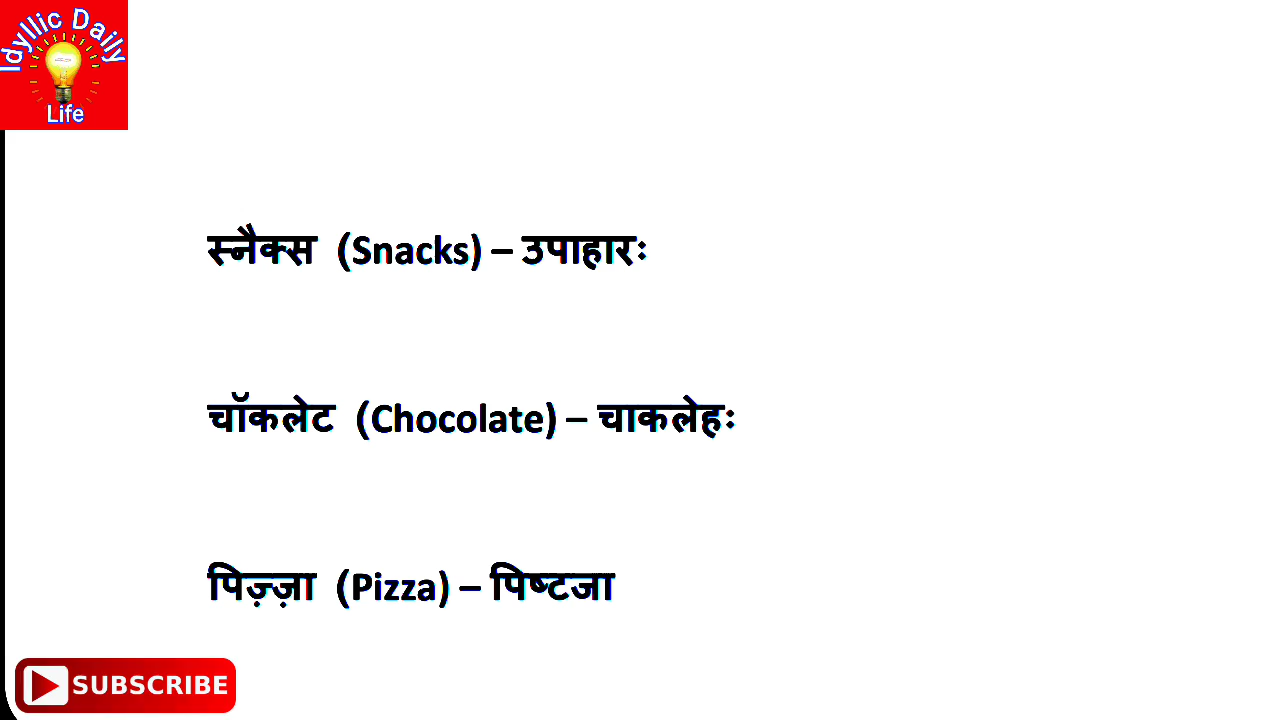 Idyllic Daily
Life
स्नैक्स (Snacks) – उपाहारः
चॉकलेट (Chocolate) – चाकलेहः
पिज़्ज़ा (Pizza) – पिष्टजा
SUBSCRIBE